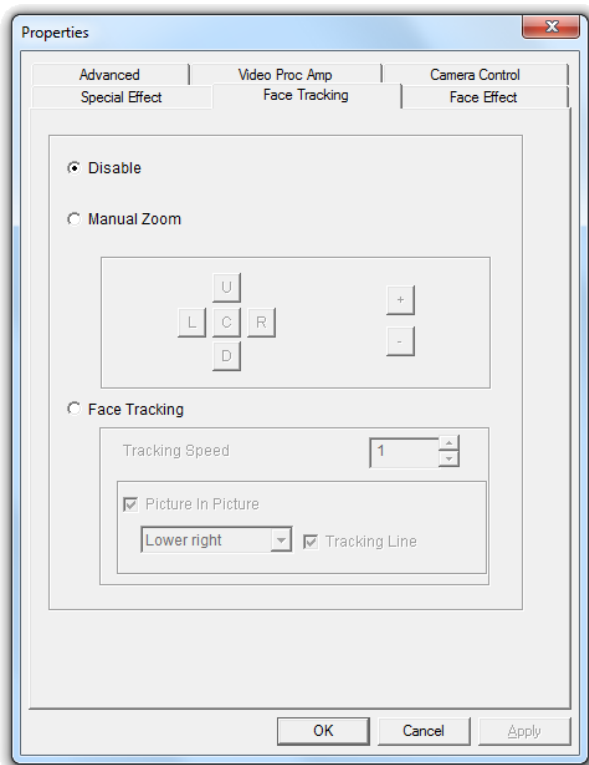 Properties
Advanced Video Proc Amp Camera Control
Special Effect Face Tracking Face Effect
Disable
Manual Zoom
U
L C R
D
+
-
Face Tracking
Tracking Speed 1
Picture In Picture
Lower right Tracking Line
OK Cancel Apply